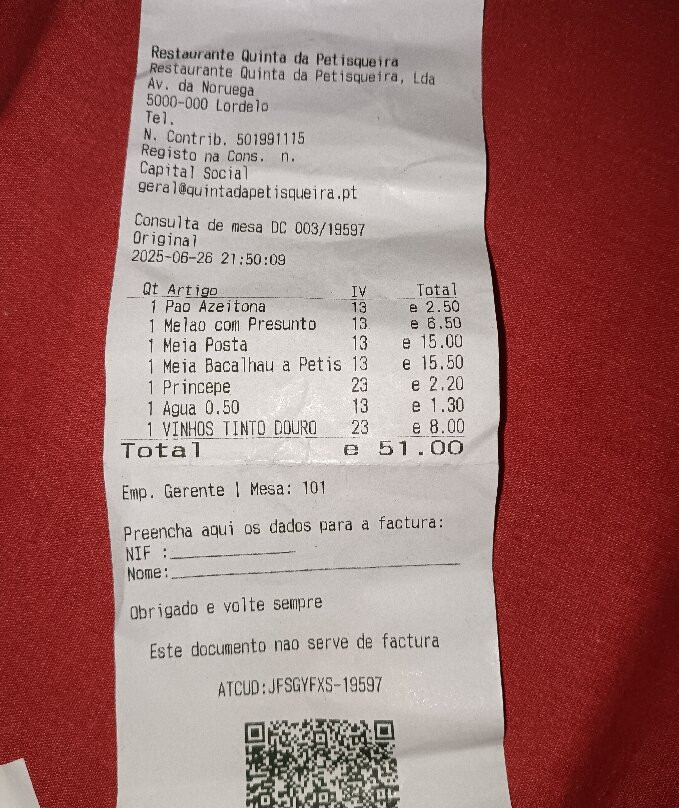 Restaurante Quinta da Petisqueira
Restaurante Quinta da Petisqueira, Lda
Av. da Noruega
5000-000 Lordelo
Tel.
N. Contrib. 501991115
Registo na Cons. n.
Capital Social
geral@quintadapetisqueira.pt
Consulta de mesa DC 003/19597
Original
2025-06-26 21:50:09
Qt Artigo IV Total
1 Pao Azeitona 13 e 2.50
1 Melao com Presunto 13 e 6.50
1 Meia Posta 13 e 15.00
1 Meia Bacalhau a Petis 13 e 15.50
1 Princepe 23 e 2.20
1 Agua 0.50 13 e 1.30
1 VINHOS TINTO DOURO 23 e 8.00
Total e 51.00
Emp. Gerente | Mesa: 101
Preencha aqui os dados para a factura:
NIF :
Nome:
Obrigado e volte sempre
Este documento nao serve de factura
ATCUD:JFSGYFXS-19597